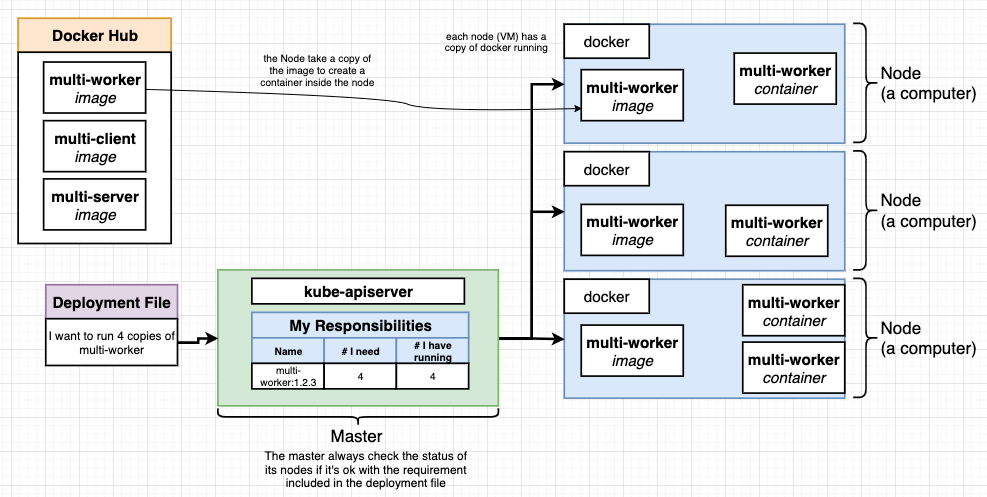 Docker Hub
multi-worker
image
multi-client
image
multi-server
image
the Node take a copy of
the image to create a
container inside the node
each node (VM) has a
copy of docker running
docker
multi-worker
image
multi-worker
container
Node
(a computer)
docker
multi-worker
image
multi-worker
container
Node
(a computer)
docker
multi-worker
image
multi-worker
container
multi-worker
container
Node
(a computer)
Deployment File
I want to run 4 copies of
multi-worker
kube-apiserver
My Responsibilities
Name
# I need
# I have
running
multi-
worker:1.2.3
4
4
Master
The master always check the status of
its nodes if it's ok with the requirement
included in the deployment file